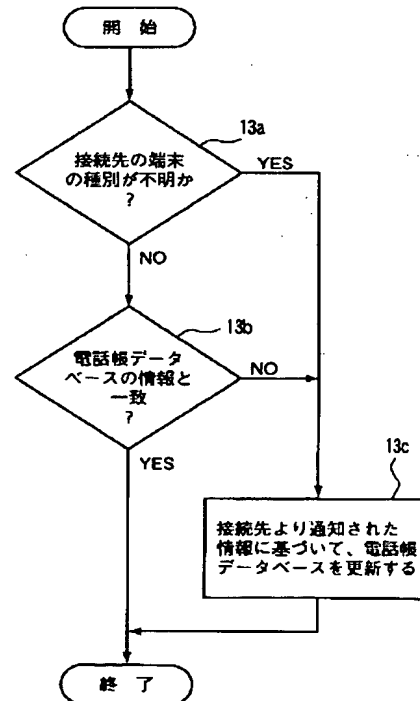 開 始
13a
接続先の端末
の種別が不明か
?
YES
NO
13b
電話帳データ
ベースの情報と
一致
?
NO
YES
13c
接続先より通知された
情報に基づいて、電話帳
データベースを更新する
終 了